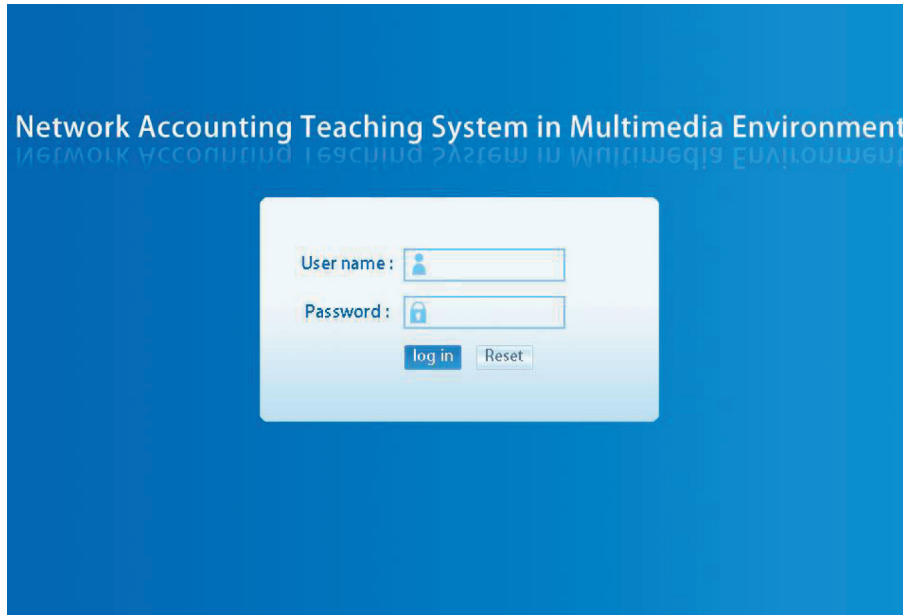 Network Accounting Teaching System in Multimedia Environment
User name :
Password :
log in Reset